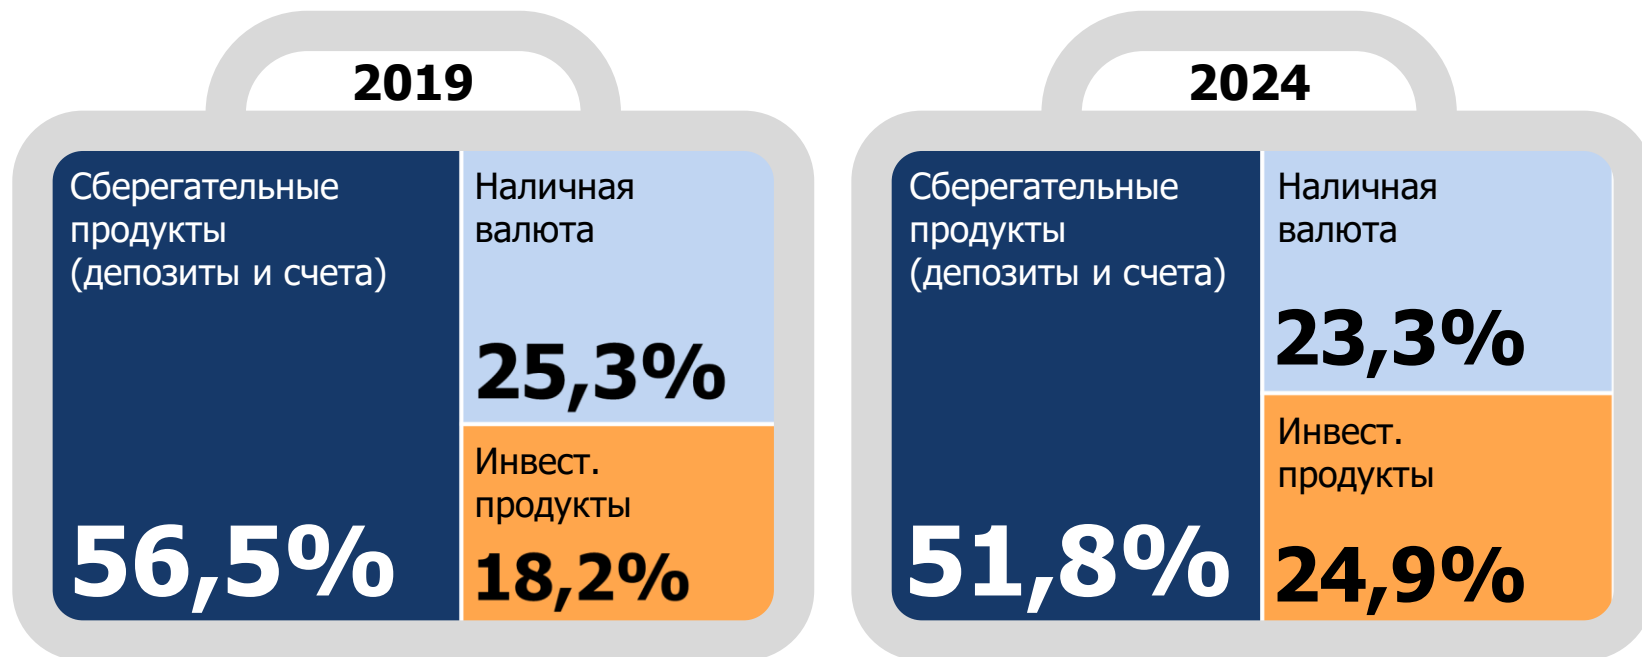 2019
Сберегательные
продукты
(депозиты и счета)
56,5%
Наличная
валюта
25,3%
Инвест.
продукты
18,2%
2024
Сберегательные
продукты
(депозиты и счета)
51,8%
Наличная
валюта
23,3%
Инвест.
продукты
24,9%